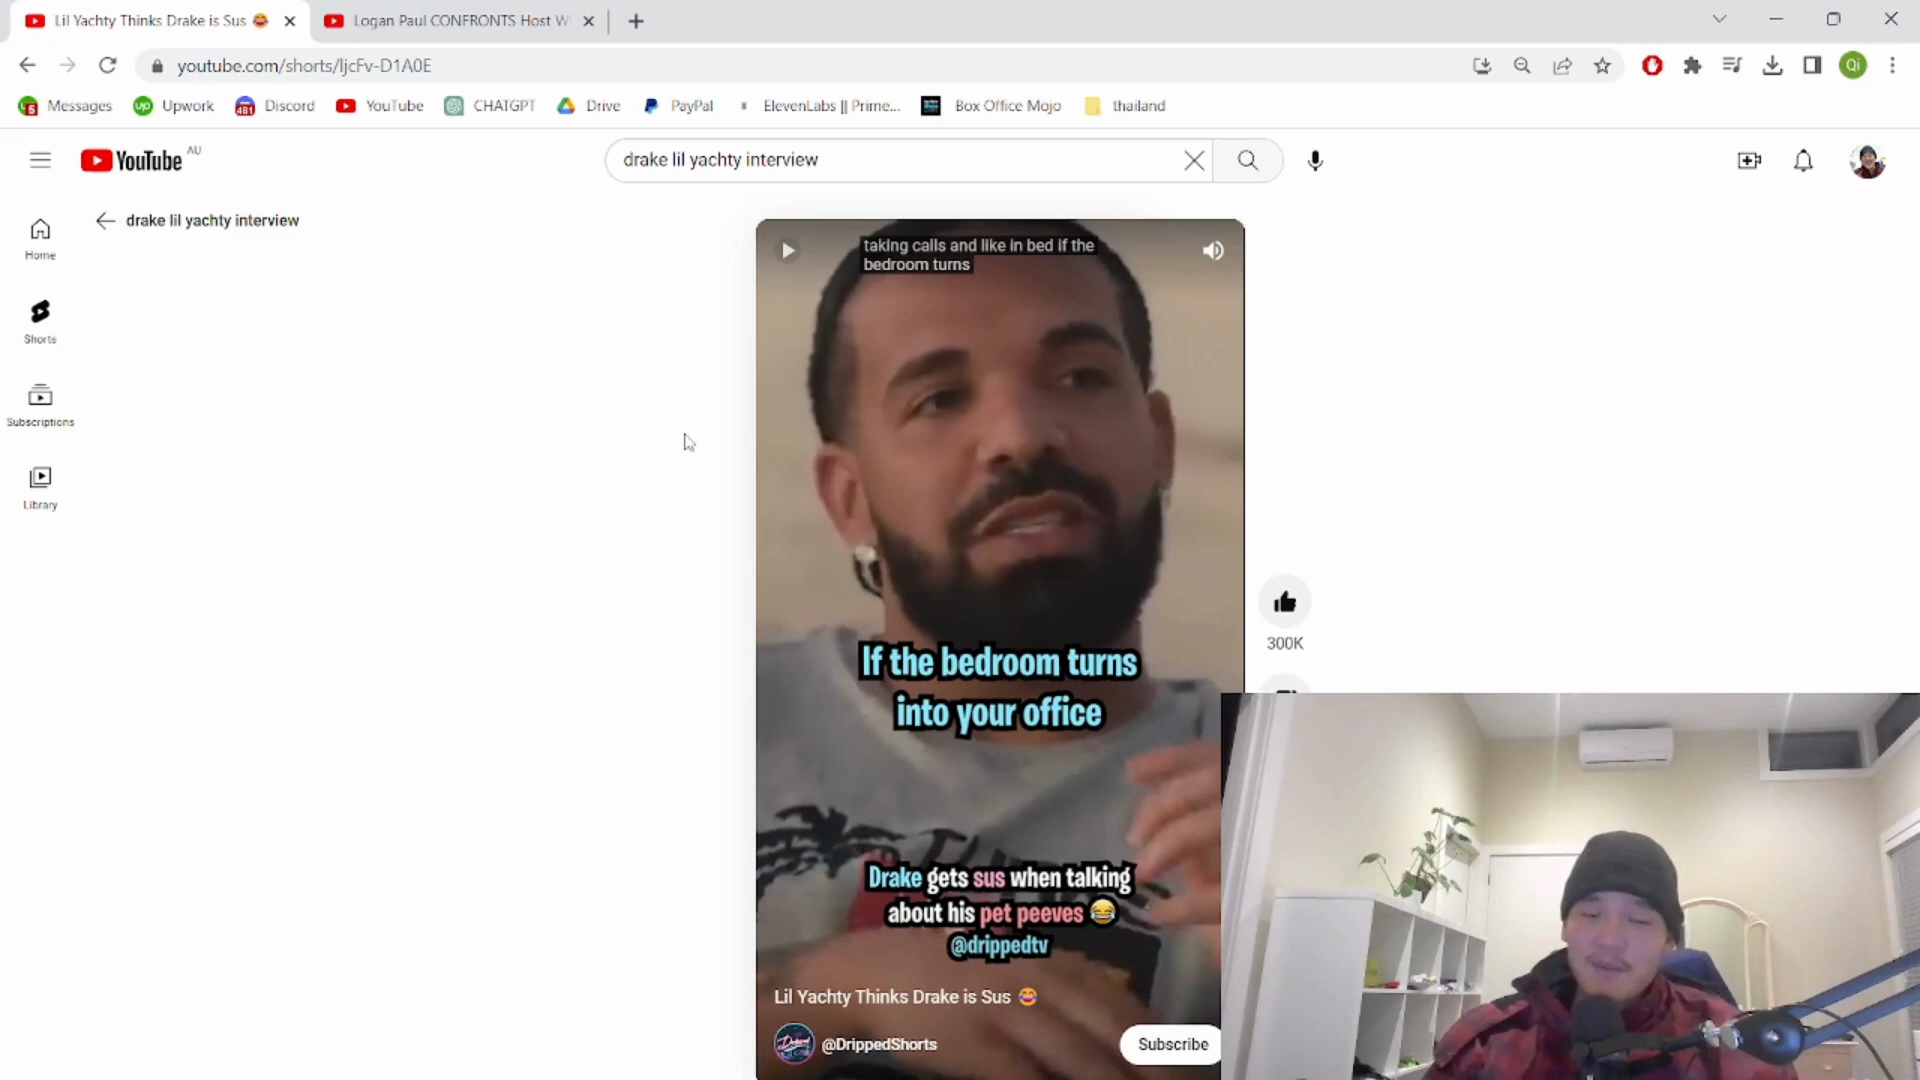 Lil Yachty Thinks Drake is Sus 😂
Logan Paul CONFRONTS Host W
youtube.com/shorts/ljcFv-D1A0E
Qi
Messages
Upwork
Discord
YouTube
CHATGPT
Drive
PayPal
ElevenLabs || Prime...
Box Office Mojo
thailand
5
up
481
YouTube AU
drake lil yachty interview
drake lil yachty interview
Home
Shorts
Subscriptions
Library
taking calls and like in bed if the
bedroom turns
If the bedroom turns
into your office
Drake gets sus when talking
about his pet peeves 😂
@drippedtv
Lil Yachty Thinks Drake is Sus 😂
@DrippedShorts
Subscribe
300K